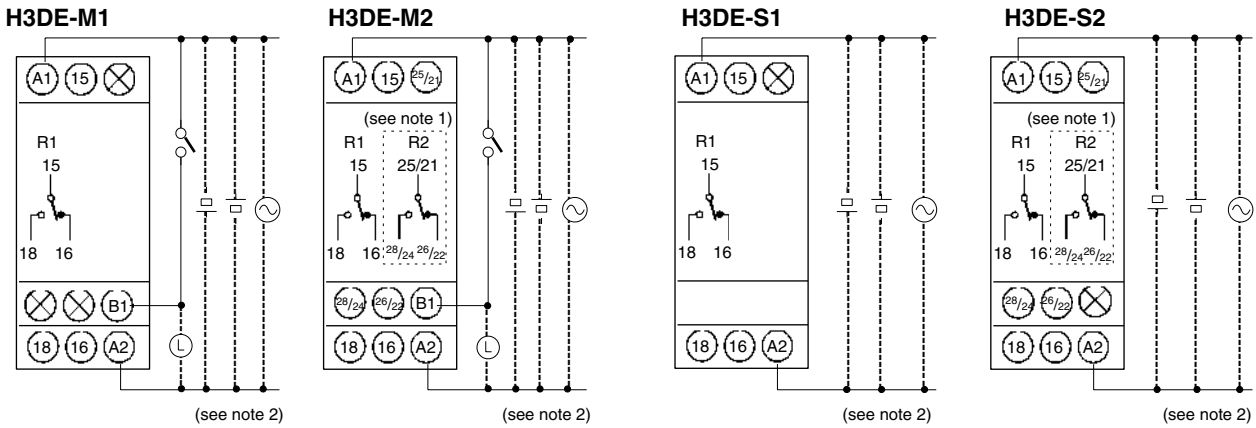 H3DE-M1
A1 15
R1
15
18 16
B1
18 16 A2
L
(see note 2)
H3DE-M2
A1 15 25/21
(see note 1)
R1 R2
15 25/21
18 16 28/24 26/22
28/24 26/22 B1
18 16 A2
L
(see note 2)
H3DE-S1
A1 15
R1
15
18 16
18 16 A2
(see note 2)
H3DE-S2
A1 15 25/21
(see note 1)
R1 R2
15 25/21
18 16 28/24 26/22
28/24 26/22
18 16 A2
(see note 2)